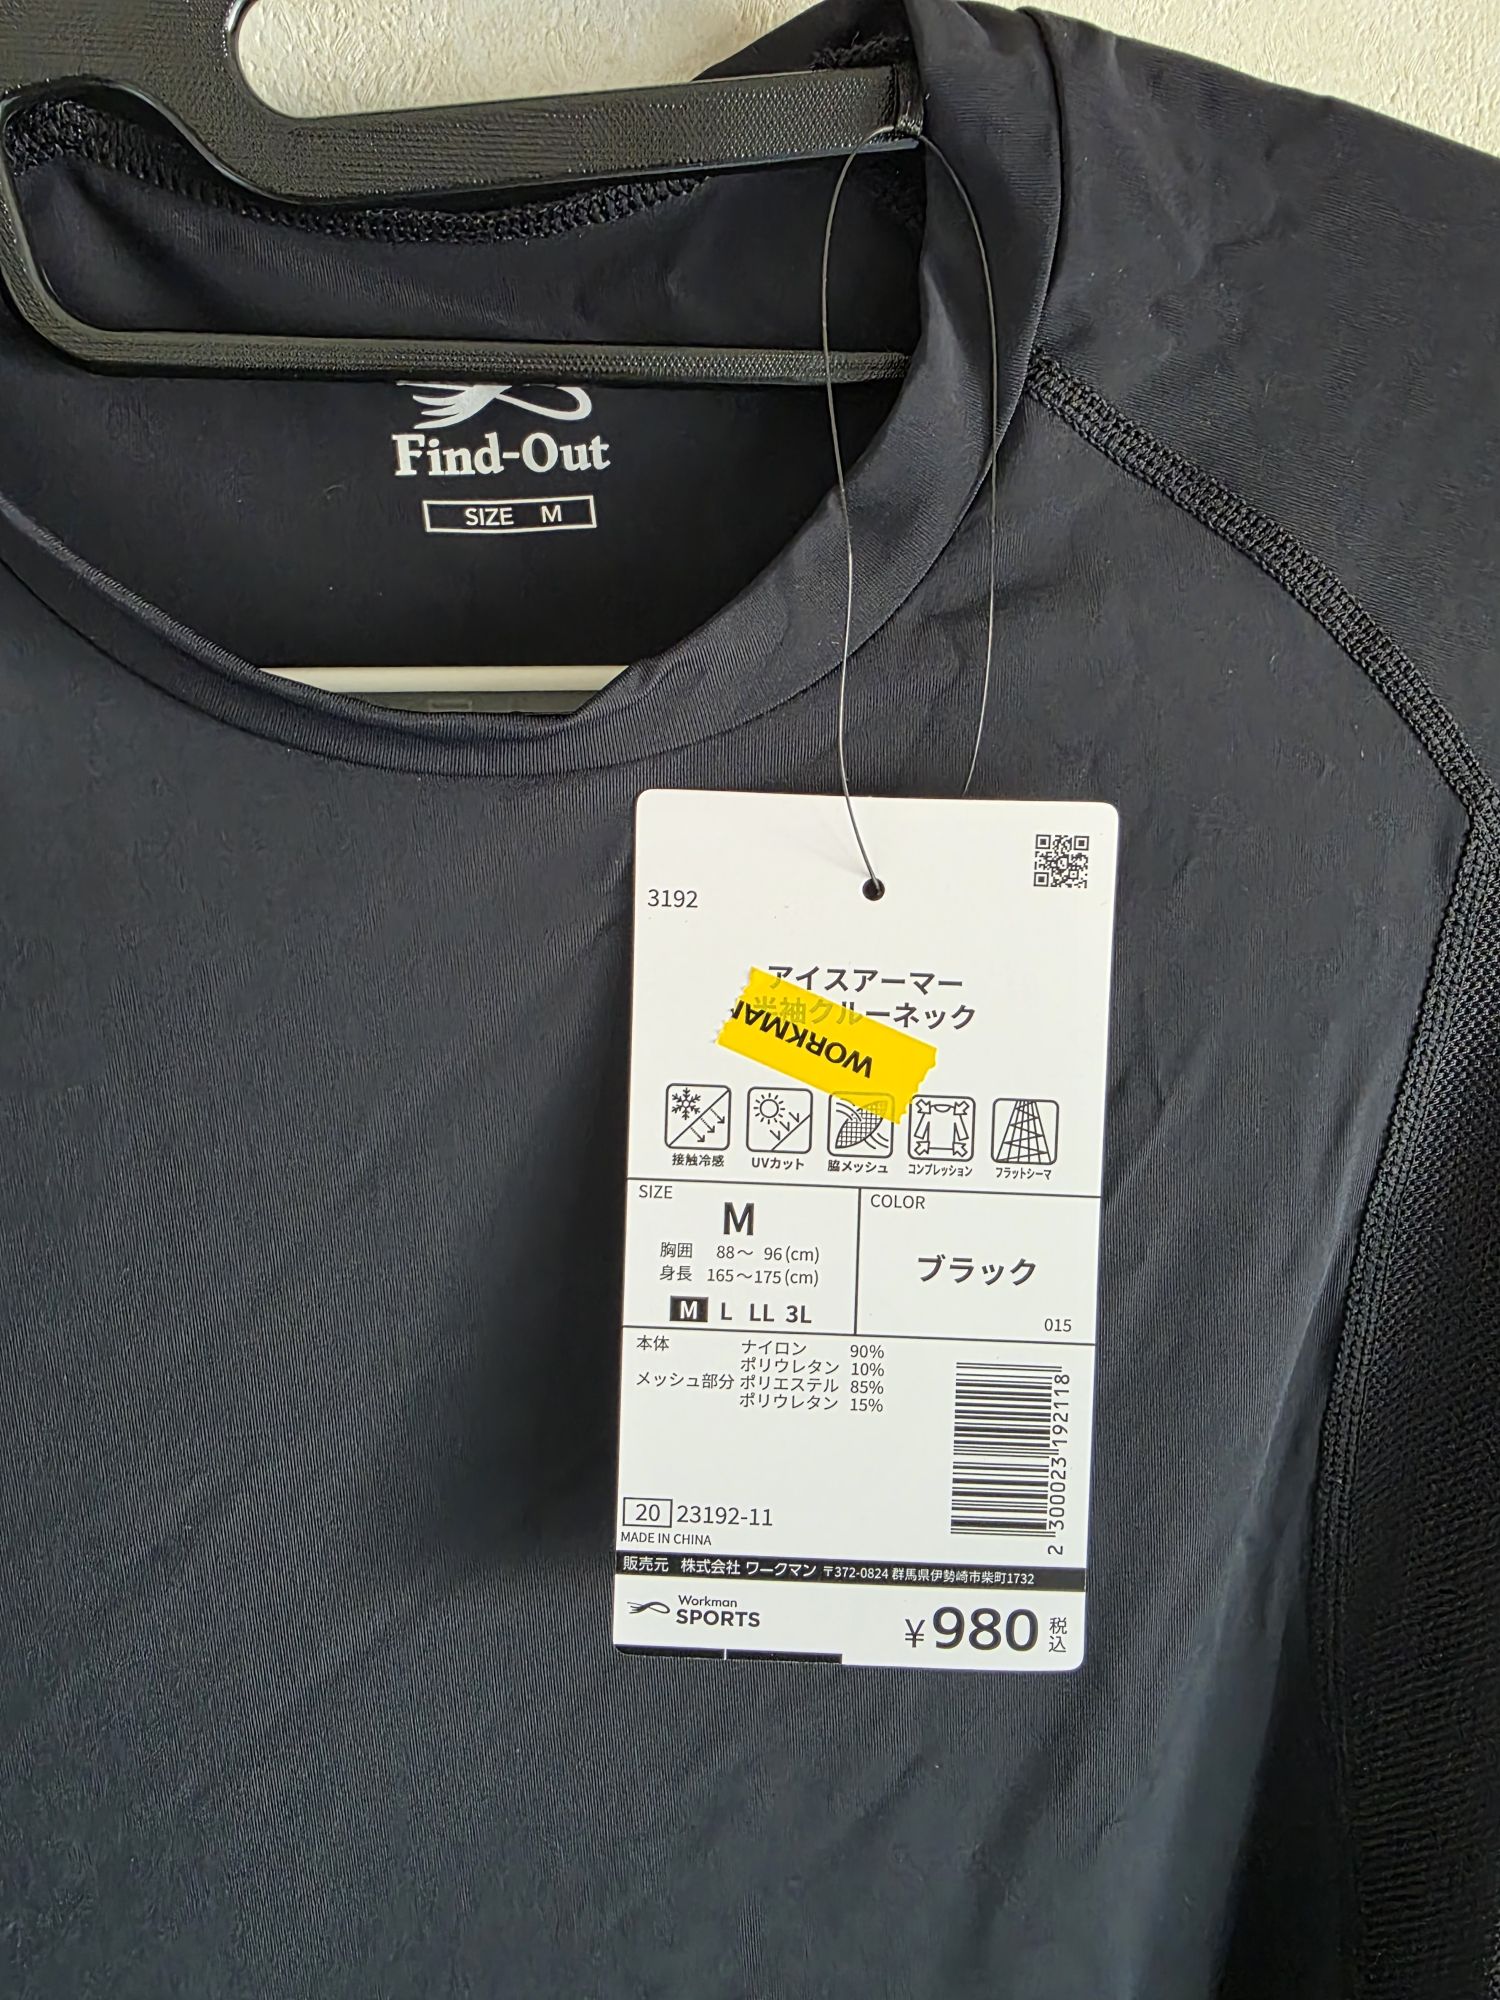 Find-Out
SIZE M
3192
アイスアーマー
半袖クルーネック
WORKMAN
接触冷感
UVカット
脇メッシュ
コンプレッション
フラットシーマ
SIZE
M
胸囲 88〜 96(cm)
身長 165〜175(cm)
M L LL 3L
COLOR
ブラック
015
本体 ナイロン 90%
ポリウレタン 10%
メッシュ部分 ポリエステル 85%
ポリウレタン 15%
2 300023 192118
20 23192-11
MADE IN CHINA
販売元 株式会社 ワークマン 〒372-0824 群馬県伊勢崎市柴町1732
Workman
SPORTS
¥980 税込